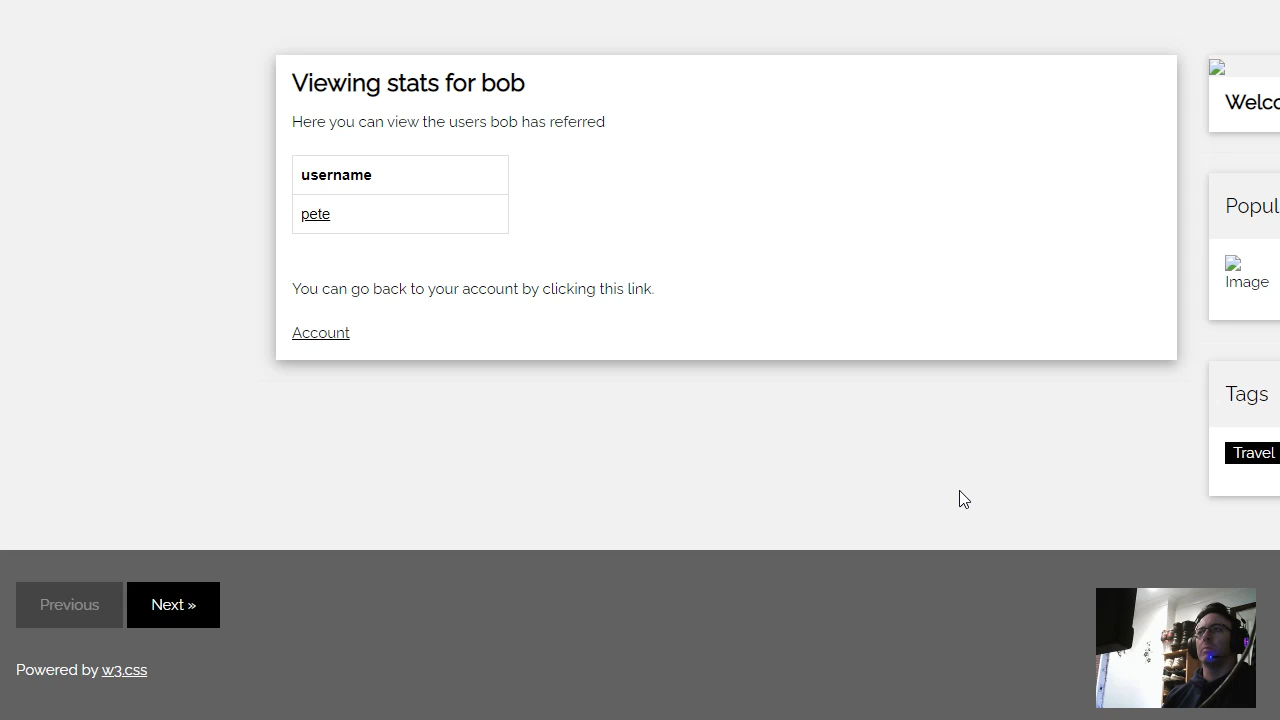 Viewing stats for bob
Here you can view the users bob has referred
username
pete
You can go back to your account by clicking this link.
Account
Welco
Popul
Image
Tags
Travel
Previous
Next »
Powered by w3.css